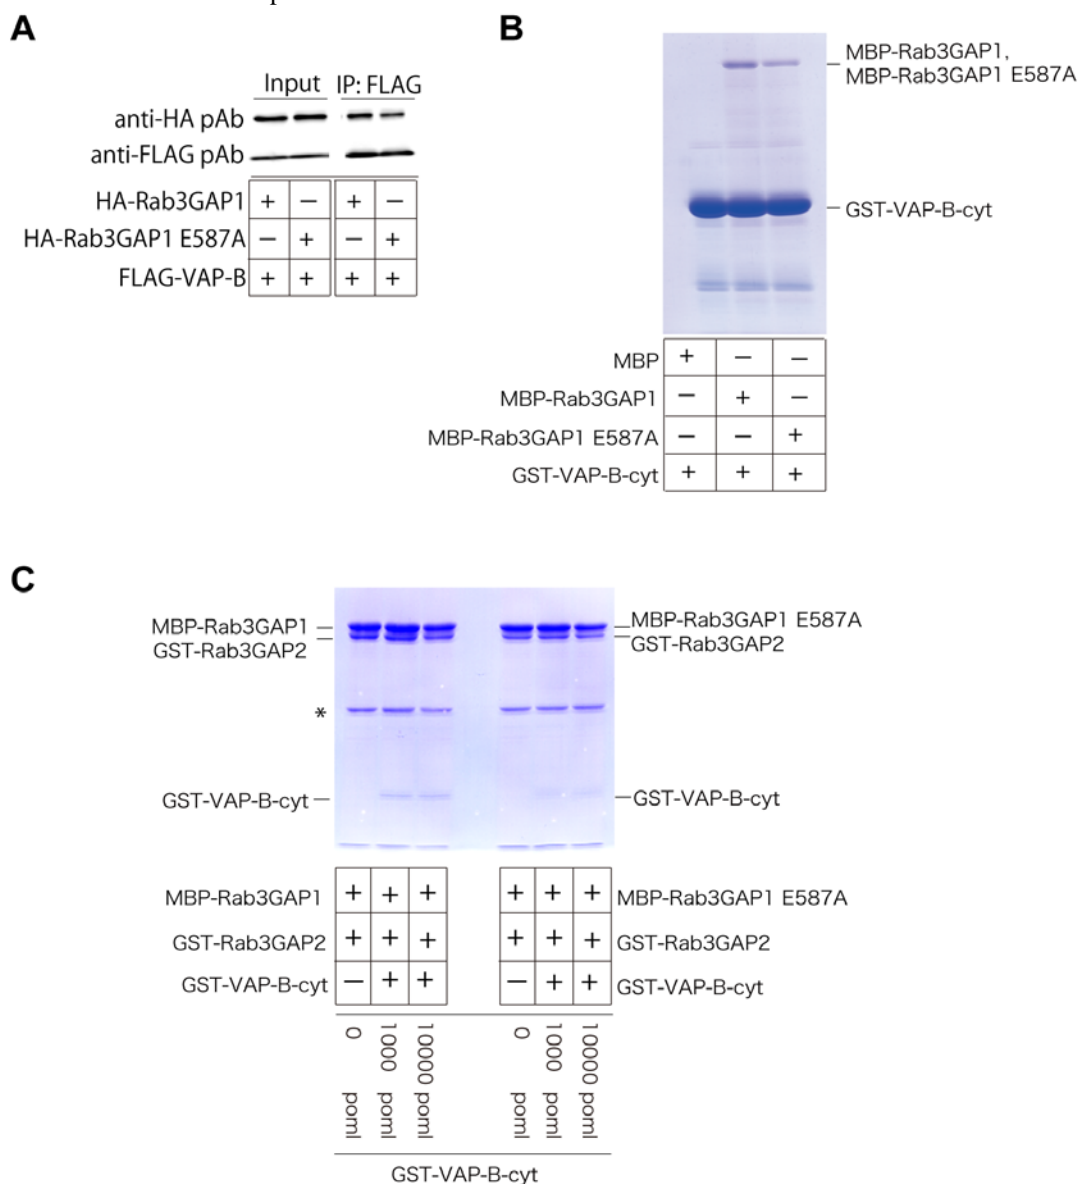 A
Input IP: FLAG
anti-HA pAb
anti-FLAG pAb
HA-Rab3GAP1 + − + −
HA-Rab3GAP1 E587A − + − +
FLAG-VAP-B + + + +
B
MBP-Rab3GAP1,
MBP-Rab3GAP1 E587A
GST-VAP-B-cyt
MBP + − −
MBP-Rab3GAP1 − + −
MBP-Rab3GAP1 E587A − − +
GST-VAP-B-cyt + + +
C
MBP-Rab3GAP1 MBP-Rab3GAP1 E587A
GST-Rab3GAP2 GST-Rab3GAP2
*
GST-VAP-B-cyt GST-VAP-B-cyt
MBP-Rab3GAP1 + + + + + + MBP-Rab3GAP1 E587A
GST-Rab3GAP2 + + + + + + GST-Rab3GAP2
GST-VAP-B-cyt − + + − + + GST-VAP-B-cyt
0 poml 1000 poml 10000 poml 0 poml 1000 poml 10000 poml
GST-VAP-B-cyt